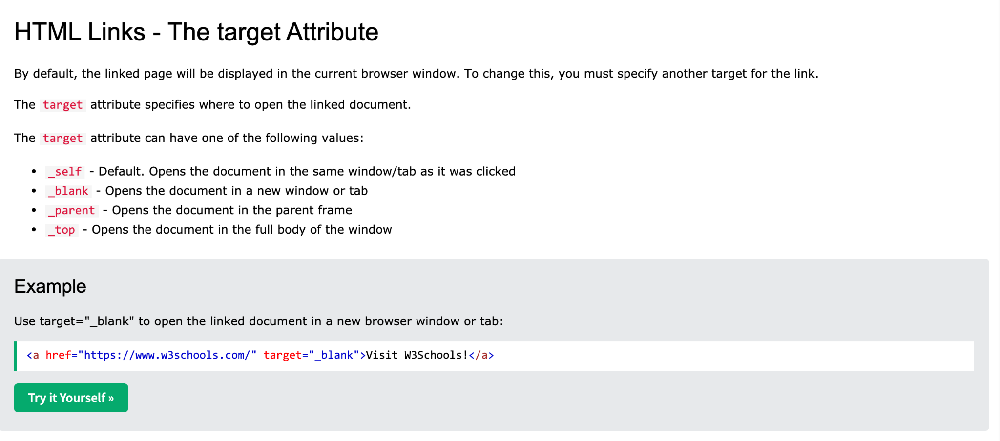 HTML Links - The target Attribute
By default, the linked page will be displayed in the current browser window. To change this, you must specify another target for the link.
The target attribute specifies where to open the linked document.
The target attribute can have one of the following values:
• _self - Default. Opens the document in the same window/tab as it was clicked
• _blank - Opens the document in a new window or tab
• _parent - Opens the document in the parent frame
• _top - Opens the document in the full body of the window
Example
Use target="_blank" to open the linked document in a new browser window or tab:
<a href="https://www.w3schools.com/" target="_blank">Visit W3Schools!</a>
Try it Yourself »